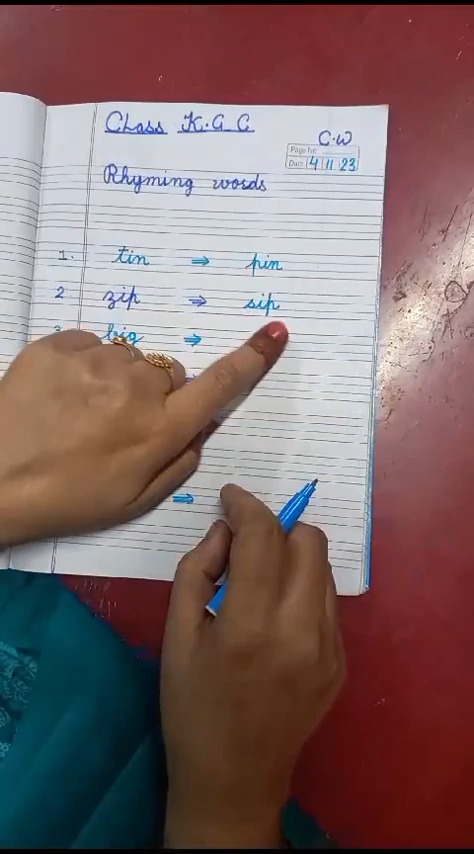 Class K.G C
C.W
Page No
Date 4 11 23
Rhyming words
1. tin ⇒ pin
2. zip ⇒ sip
3. big ⇒
⇒